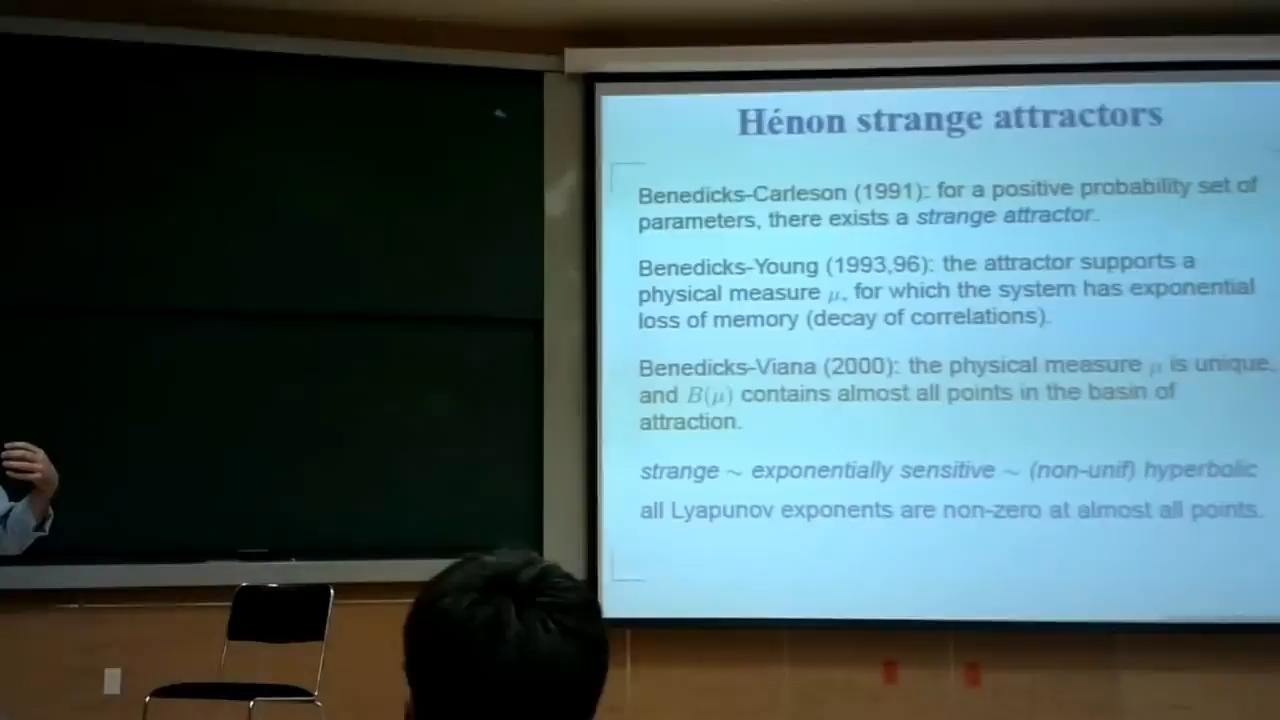 Hénon strange attractors
Benedicks-Carleson (1991): for a positive probability set of
parameters, there exists a strange attractor.
Benedicks-Young (1993,96): the attractor supports a
physical measure μ, for which the system has exponential
loss of memory (decay of correlations).
Benedicks-Viana (2000): the physical measure μ is unique,
and B(μ) contains almost all points in the basin of
attraction.
strange ~ exponentially sensitive ~ (non-unif) hyperbolic
all Lyapunov exponents are non-zero at almost all points.